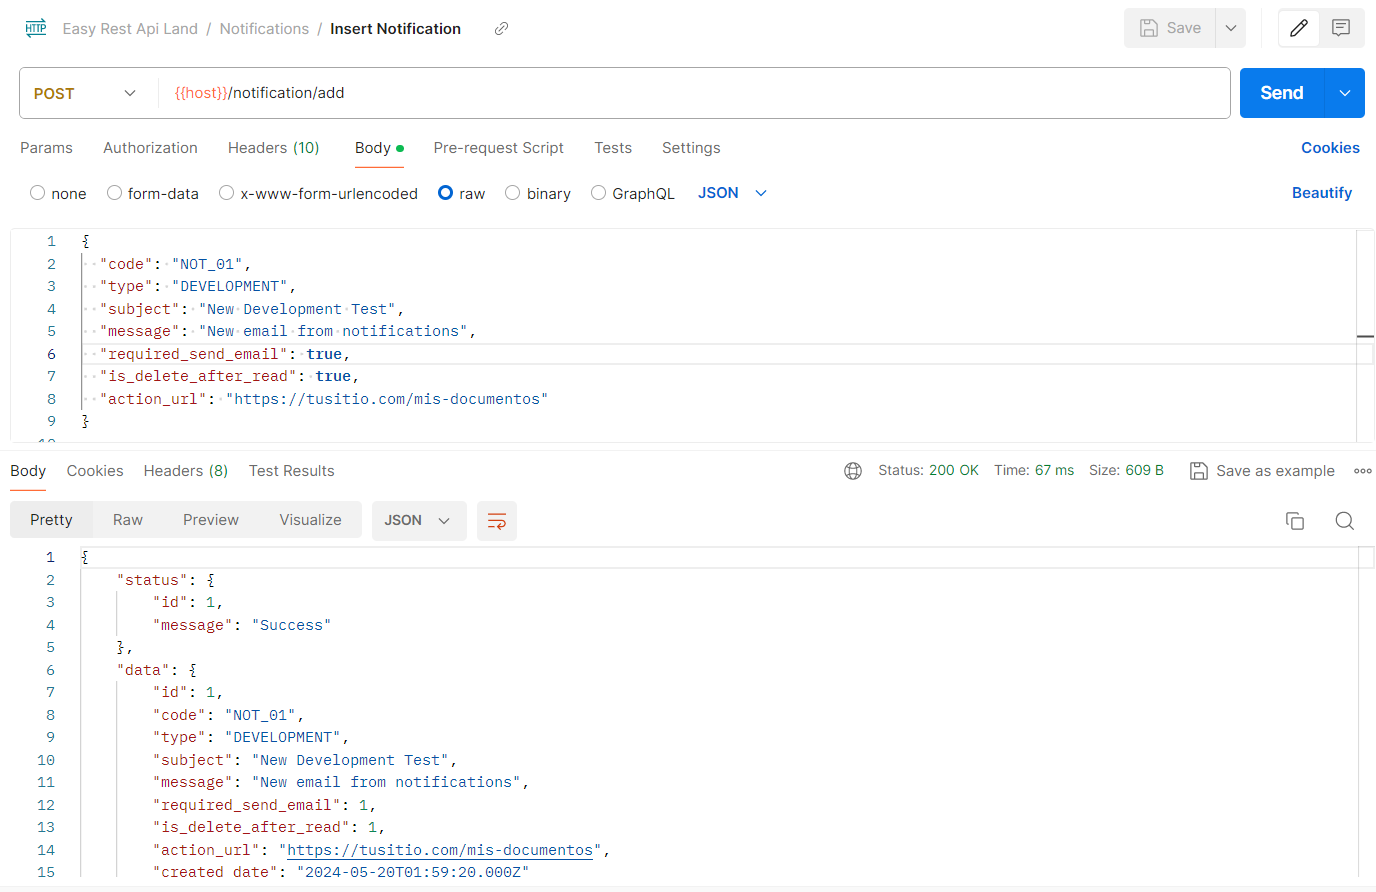 HTTP Easy Rest Api Land / Notifications / Insert Notification Save
POST {{host}}/notification/add Send
Params Authorization Headers (10) Body Pre-request Script Tests Settings Cookies
none form-data x-www-form-urlencoded raw binary GraphQL JSON Beautify
1 {
2 "code": "NOT_01",
3 "type": "DEVELOPMENT",
4 "subject": "New Development Test",
5 "message": "New email from notifications",
6 "required_send_email": true,
7 "is_delete_after_read": true,
8 "action_url": "https://tusitio.com/mis-documentos"
9 }
10
Body Cookies Headers (8) Test Results Status: 200 OK Time: 67 ms Size: 609 B Save as example
Pretty Raw Preview Visualize JSON
1 {
2 "status": {
3 "id": 1,
4 "message": "Success"
5 },
6 "data": {
7 "id": 1,
8 "code": "NOT_01",
9 "type": "DEVELOPMENT",
10 "subject": "New Development Test",
11 "message": "New email from notifications",
12 "required_send_email": 1,
13 "is_delete_after_read": 1,
14 "action_url": "https://tusitio.com/mis-documentos",
15 "created_date": "2024-05-20T01:59:20.000Z"